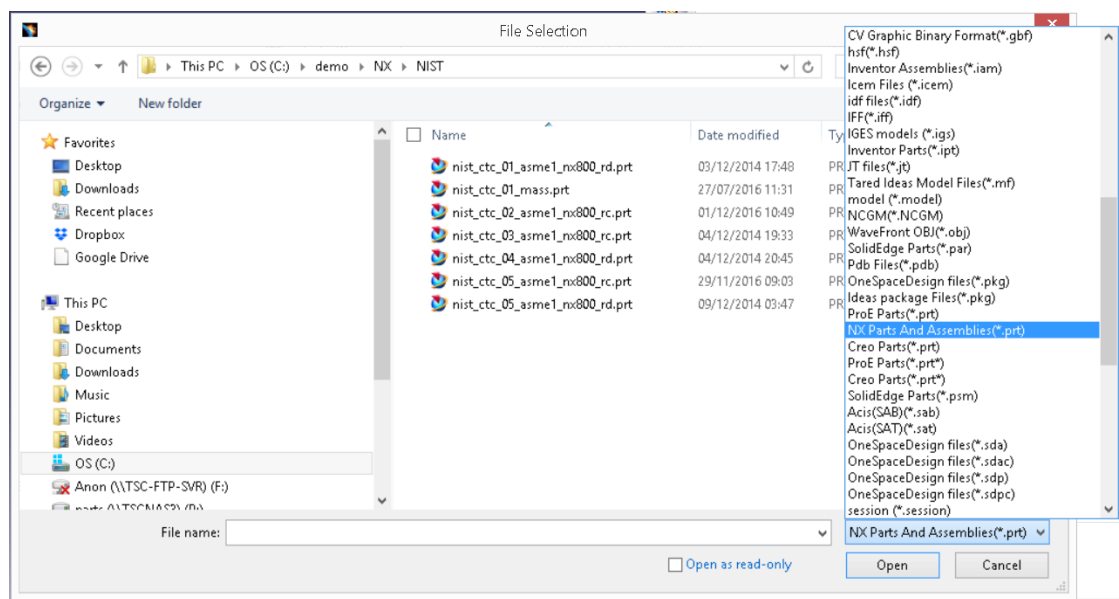 File Selection
This PC OS (C:) demo NX NIST
Organize New folder
Favorites
Desktop
Downloads
Recent places
Dropbox
Google Drive
This PC
Desktop
Documents
Downloads
Music
Pictures
Videos
OS (C:)
Anon (\\TSC-FTP-SVR) (F:)
Name Date modified Ty
nist_ctc_01_asme1_nx800_rd.prt 03/12/2014 17:48 PR
nist_ctc_01_mass.prt 27/07/2016 11:31 PR
nist_ctc_02_asme1_nx800_rc.prt 01/12/2016 10:49 PR
nist_ctc_03_asme1_nx800_rc.prt 04/12/2014 19:33 PR
nist_ctc_04_asme1_nx800_rd.prt 04/12/2014 20:45 PR
nist_ctc_05_asme1_nx800_rc.prt 29/11/2016 09:03 PR
nist_ctc_05_asme1_nx800_rd.prt 09/12/2014 03:47 PR
CV Graphic Binary Format(*.gbf)
hsf(*.hsf)
Inventor Assemblies(*.iam)
Icem Files (*.icem)
idf files(*.idf)
IFF(*.iff)
IGES models (*.igs)
Inventor Parts(*.ipt)
JT files(*.jt)
Tared Ideas Model Files(*.mf)
model (*.model)
NCGM(*.NCGM)
WaveFront OBJ(*.obj)
SolidEdge Parts(*.par)
Pdb Files(*.pdb)
OneSpaceDesign files(*.pkg)
Ideas package Files(*.pkg)
ProE Parts(*.prt)
NX Parts And Assemblies(*.prt)
Creo Parts(*.prt)
ProE Parts(*.prt*)
Creo Parts(*.prt*)
SolidEdge Parts(*.psm)
Acis(SAB)(*.sab)
Acis(SAT)(*.sat)
OneSpaceDesign files(*.sda)
OneSpaceDesign files(*.sdac)
OneSpaceDesign files(*.sdp)
OneSpaceDesign files(*.sdpc)
session (*.session)
File name: NX Parts And Assemblies(*.prt)
Open as read-only Open Cancel